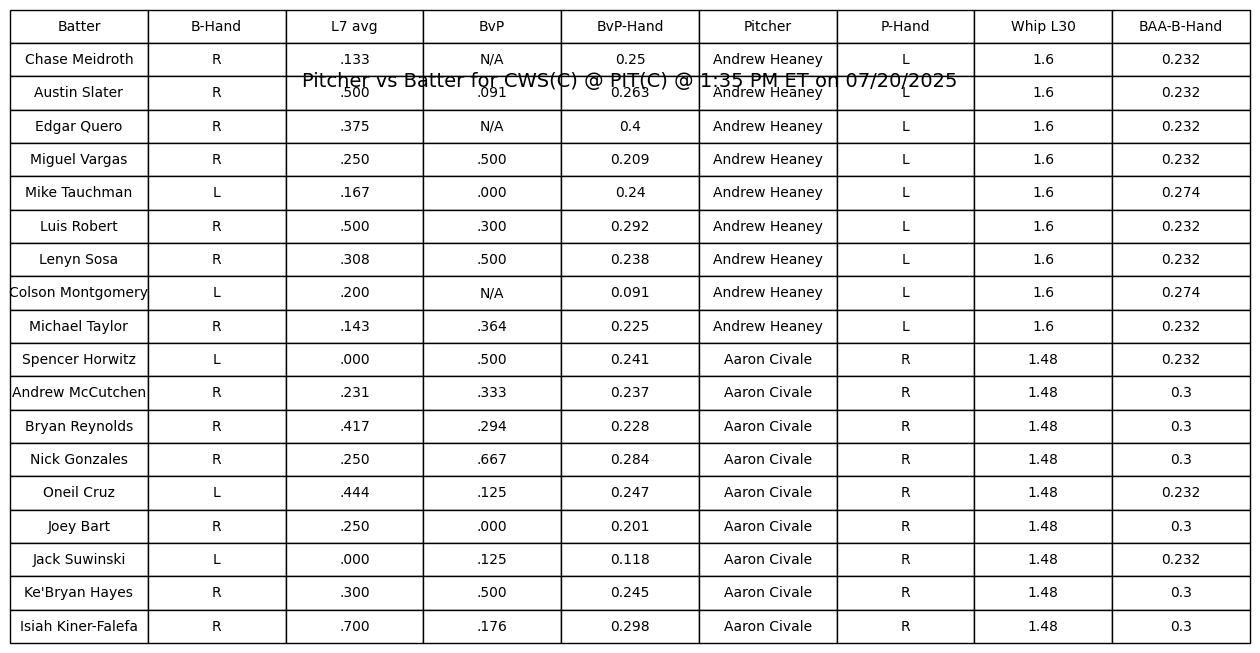 Batter B-Hand L7 avg BvP BvP-Hand Pitcher P-Hand Whip L30 BAA-B-Hand
Chase Meidroth R .133 N/A 0.25 Andrew Heaney L 1.6 0.232
Pitcher vs Batter for CWS(C) @ PIT(C) @ 1:35 PM ET on 07/20/2025
Austin Slater R .500 .091 0.263 Andrew Heaney L 1.6 0.232
Edgar Quero R .375 N/A 0.4 Andrew Heaney L 1.6 0.232
Miguel Vargas R .250 .500 0.209 Andrew Heaney L 1.6 0.232
Mike Tauchman L .167 .000 0.24 Andrew Heaney L 1.6 0.274
Luis Robert R .500 .300 0.292 Andrew Heaney L 1.6 0.232
Lenyn Sosa R .308 .500 0.238 Andrew Heaney L 1.6 0.232
Colson Montgomery L .200 N/A 0.091 Andrew Heaney L 1.6 0.274
Michael Taylor R .143 .364 0.225 Andrew Heaney L 1.6 0.232
Spencer Horwitz L .000 .500 0.241 Aaron Civale R 1.48 0.232
Andrew McCutchen R .231 .333 0.237 Aaron Civale R 1.48 0.3
Bryan Reynolds R .417 .294 0.228 Aaron Civale R 1.48 0.3
Nick Gonzales R .250 .667 0.284 Aaron Civale R 1.48 0.3
Oneil Cruz L .444 .125 0.247 Aaron Civale R 1.48 0.232
Joey Bart R .250 .000 0.201 Aaron Civale R 1.48 0.3
Jack Suwinski L .000 .125 0.118 Aaron Civale R 1.48 0.232
Ke'Bryan Hayes R .300 .500 0.245 Aaron Civale R 1.48 0.3
Isiah Kiner-Falefa R .700 .176 0.298 Aaron Civale R 1.48 0.3